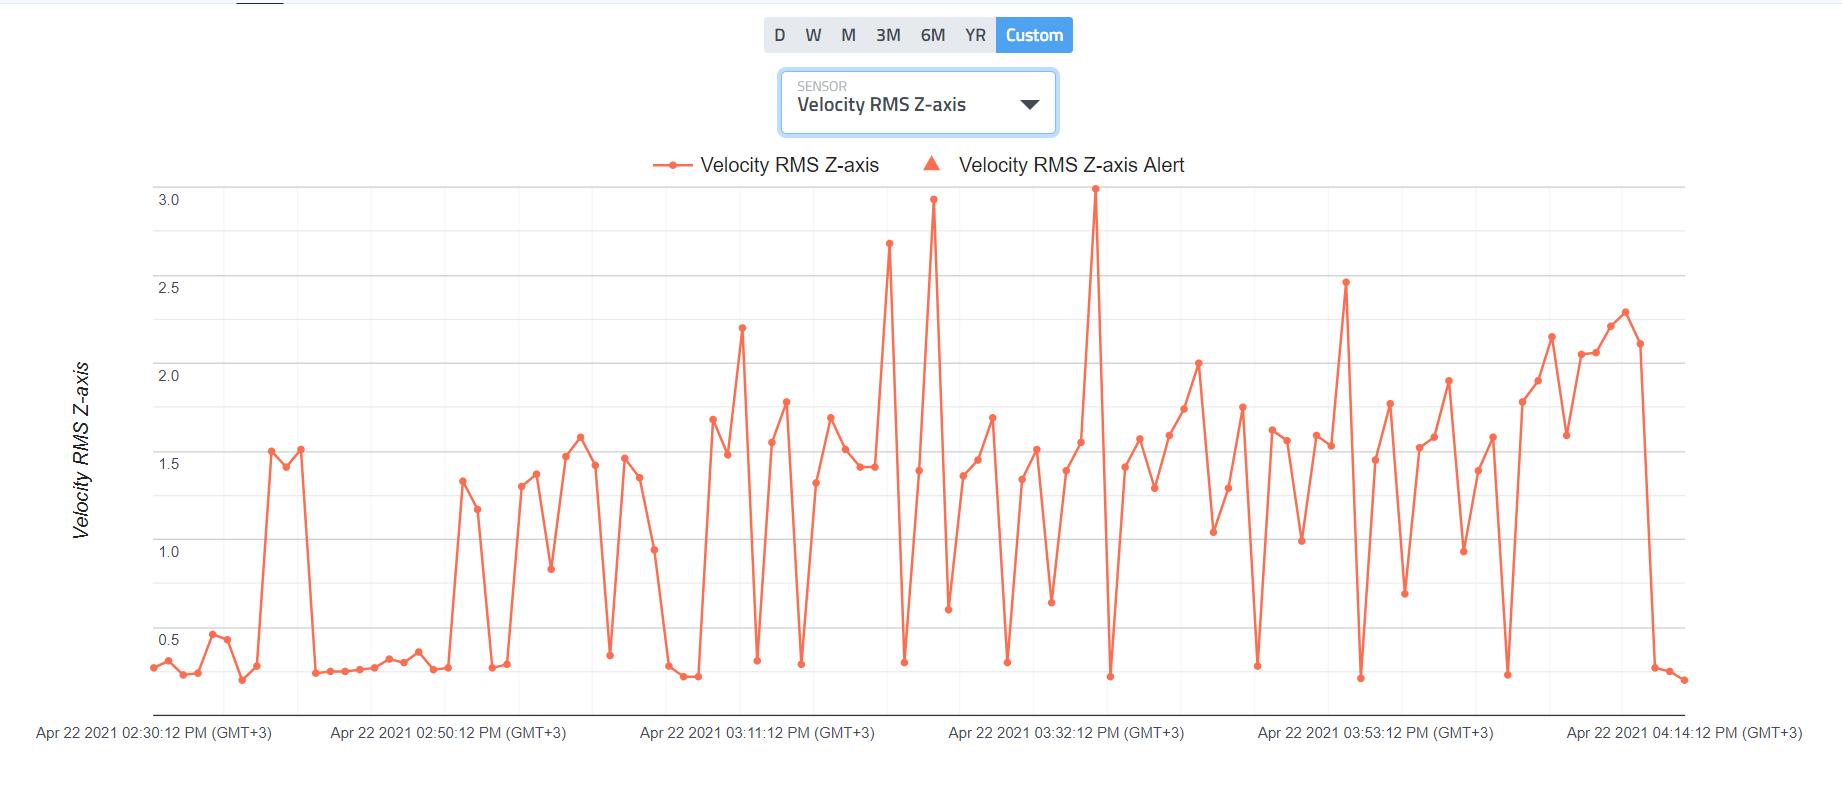 D W M 3M 6M YR Custom
SENSOR
Velocity RMS Z-axis
Velocity RMS Z-axis Velocity RMS Z-axis Alert
3.0
2.5
2.0
1.5
1.0
0.5
Velocity RMS Z-axis
Apr 22 2021 02:30:12 PM (GMT+3) Apr 22 2021 02:50:12 PM (GMT+3) Apr 22 2021 03:11:12 PM (GMT+3) Apr 22 2021 03:32:12 PM (GMT+3) Apr 22 2021 03:53:12 PM (GMT+3) Apr 22 2021 04:14:12 PM (GMT+3)